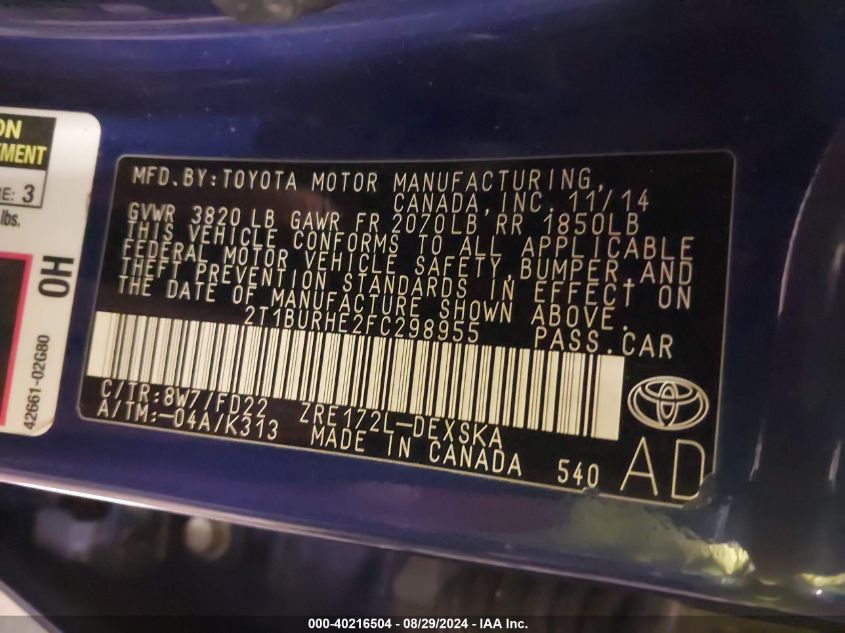 ON
TEMENT
RE: 3
lbs.
OH
42661-02G80
MFD.BY:TOYOTA MOTOR MANUFACTURING,
CANADA, INC. 11/14
GVWR 3820 LB GAWR FR 2070LB RR 1850LB
THIS VEHICLE CONFORMS TO ALL APPLICABLE
FEDERAL MOTOR VEHICLE SAFETY,BUMPER,AND
THEFT PREVENTION STANDARDS IN EFFECT ON
THE DATE OF MANUFACTURE SHOWN ABOVE.
2T1BURHE2FC298955 PASS.CAR
C/TR:8W7/FD22 ZRE172L-DEXSKA
A/TM:-04A/K313 MADE IN CANADA 540
AD
000-40216504 - 08/29/2024 - IAA Inc.